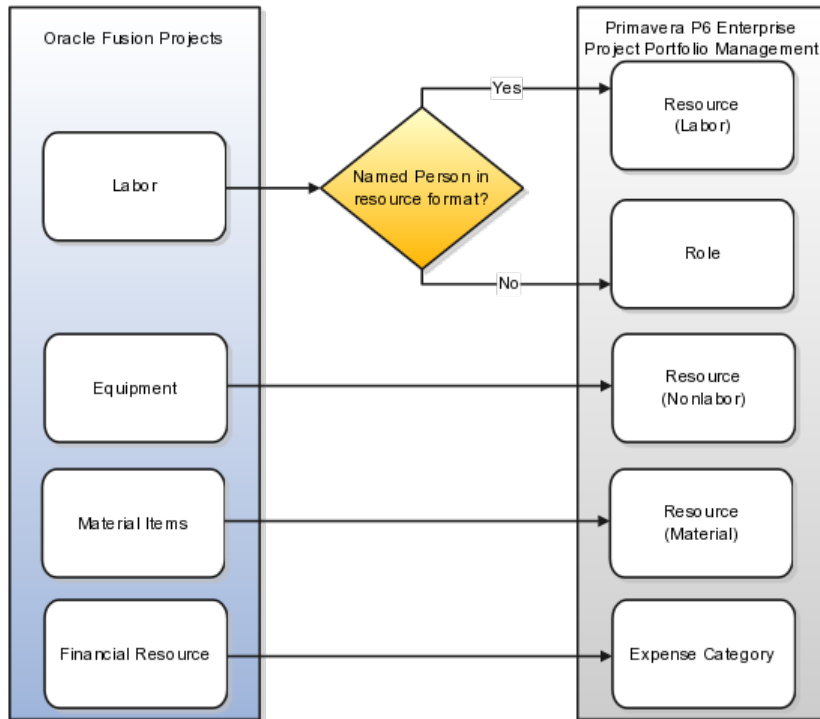 Oracle Fusion Projects
Primavera P6 Enterprise
Project Portfolio Management
Yes
Resource
(Labor)
Labor
Named Person in
resource format?
Role
No
Equipment
Resource
(Nonlabor)
Material Items
Resource
(Material)
Financial Resource
Expense Category